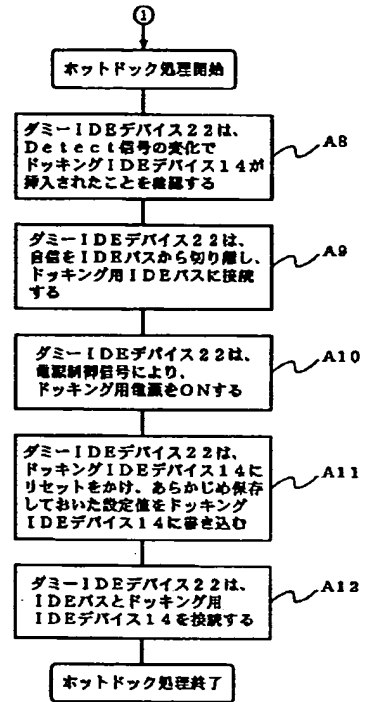 ①
ホットドック処理開始
ダミーIDEデバイス22は、
Detect信号の変化で
ドッキングIDEデバイス14が
挿入されたことを確認する
A8
ダミーIDEデバイス22は、
自信をIDEバスから切り離し、
ドッキング用IDEバスに接続
する
A9
ダミーIDEデバイス22は、
電源制御信号により、
ドッキング用電源をONする
A10
ダミーIDEデバイス22は、
ドッキングIDEデバイス14に
リセットをかけ、あらかじめ保存
しておいた設定値をドッキング
IDEデバイス14に書き込む
A11
ダミーIDEデバイス22は、
IDEバスとドッキング用
IDEデバイス14を接続する
A12
ホットドック処理終了